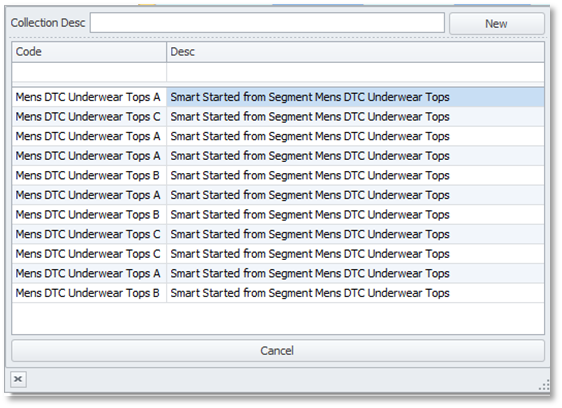 Collection Desc New
Code Desc
Mens DTC Underwear Tops A Smart Started from Segment Mens DTC Underwear Tops
Mens DTC Underwear Tops C Smart Started from Segment Mens DTC Underwear Tops
Mens DTC Underwear Tops A Smart Started from Segment Mens DTC Underwear Tops
Mens DTC Underwear Tops A Smart Started from Segment Mens DTC Underwear Tops
Mens DTC Underwear Tops B Smart Started from Segment Mens DTC Underwear Tops
Mens DTC Underwear Tops A Smart Started from Segment Mens DTC Underwear Tops
Mens DTC Underwear Tops B Smart Started from Segment Mens DTC Underwear Tops
Mens DTC Underwear Tops C Smart Started from Segment Mens DTC Underwear Tops
Mens DTC Underwear Tops C Smart Started from Segment Mens DTC Underwear Tops
Mens DTC Underwear Tops A Smart Started from Segment Mens DTC Underwear Tops
Mens DTC Underwear Tops B Smart Started from Segment Mens DTC Underwear Tops
Cancel